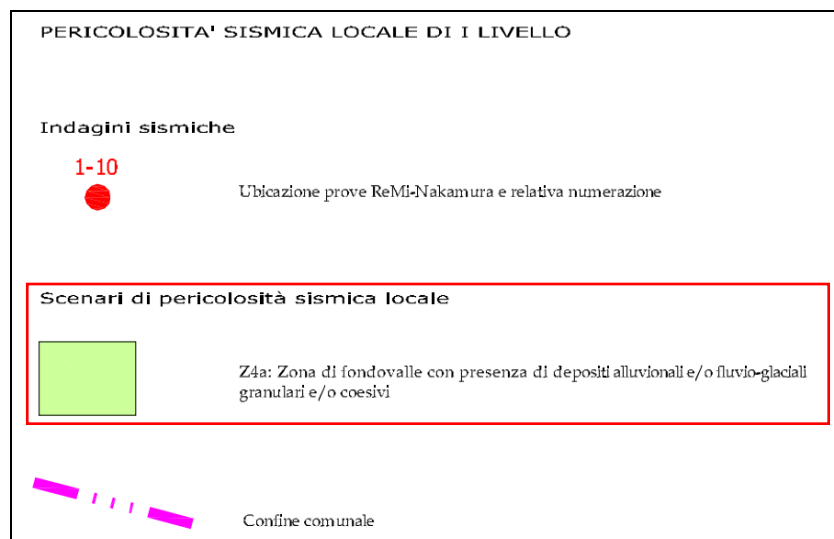 PERICOLOSITA' SISMICA LOCALE DI I LIVELLO
Indagini sismiche
1-10
Ubicazione prove ReMi-Nakamura e relativa numerazione
Scenari di pericolosità sismica locale
Z4a: Zona di fondovalle con presenza di depositi alluvionali e/o fluvio-glaciali
granulari e/o coesivi
Confine comunale